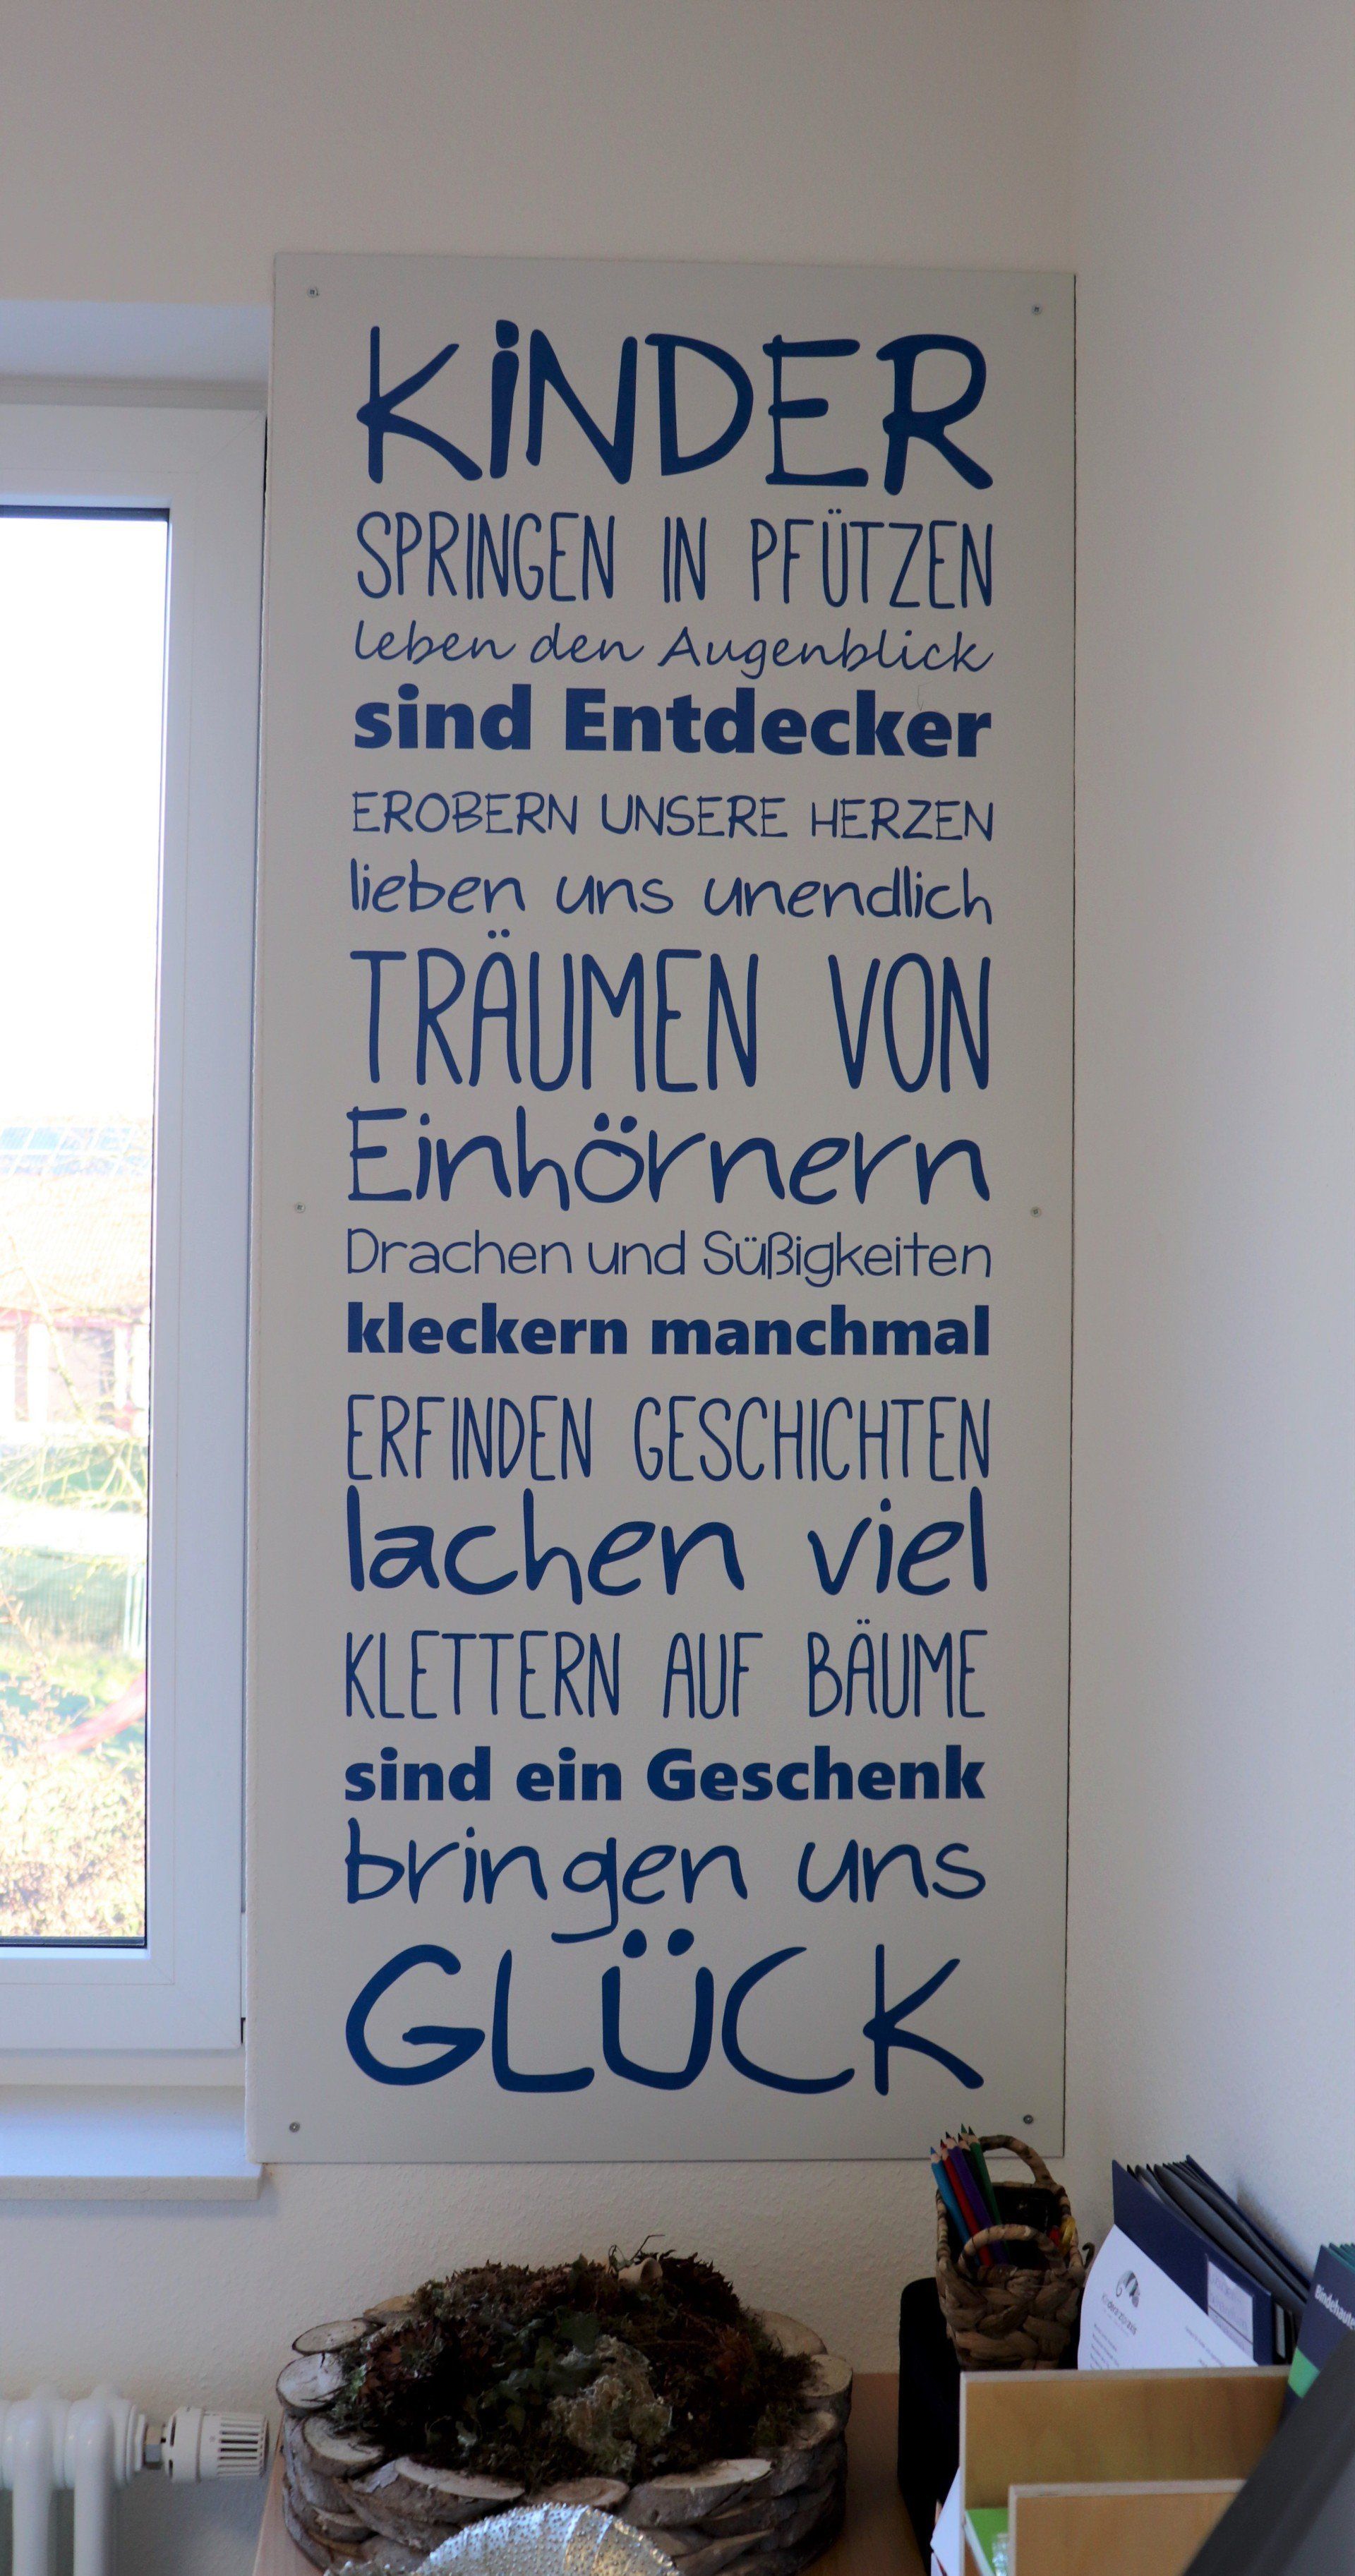 KiNDER
SPRINGEN IN PFÜTZEN
leben den Augenblick
sind Entdecker
EROBERN UNSERE HERZEN
lieben uns unendlich
TRÄUMEN VON
Einhörnern
Drachen und Süßigkeiten
kleckern manchmal
ERFINDEN GESCHICHTEN
lachen viel
KLETTERN AUF BÄUME
sind ein Geschenk
bringen uns
GLÜCK